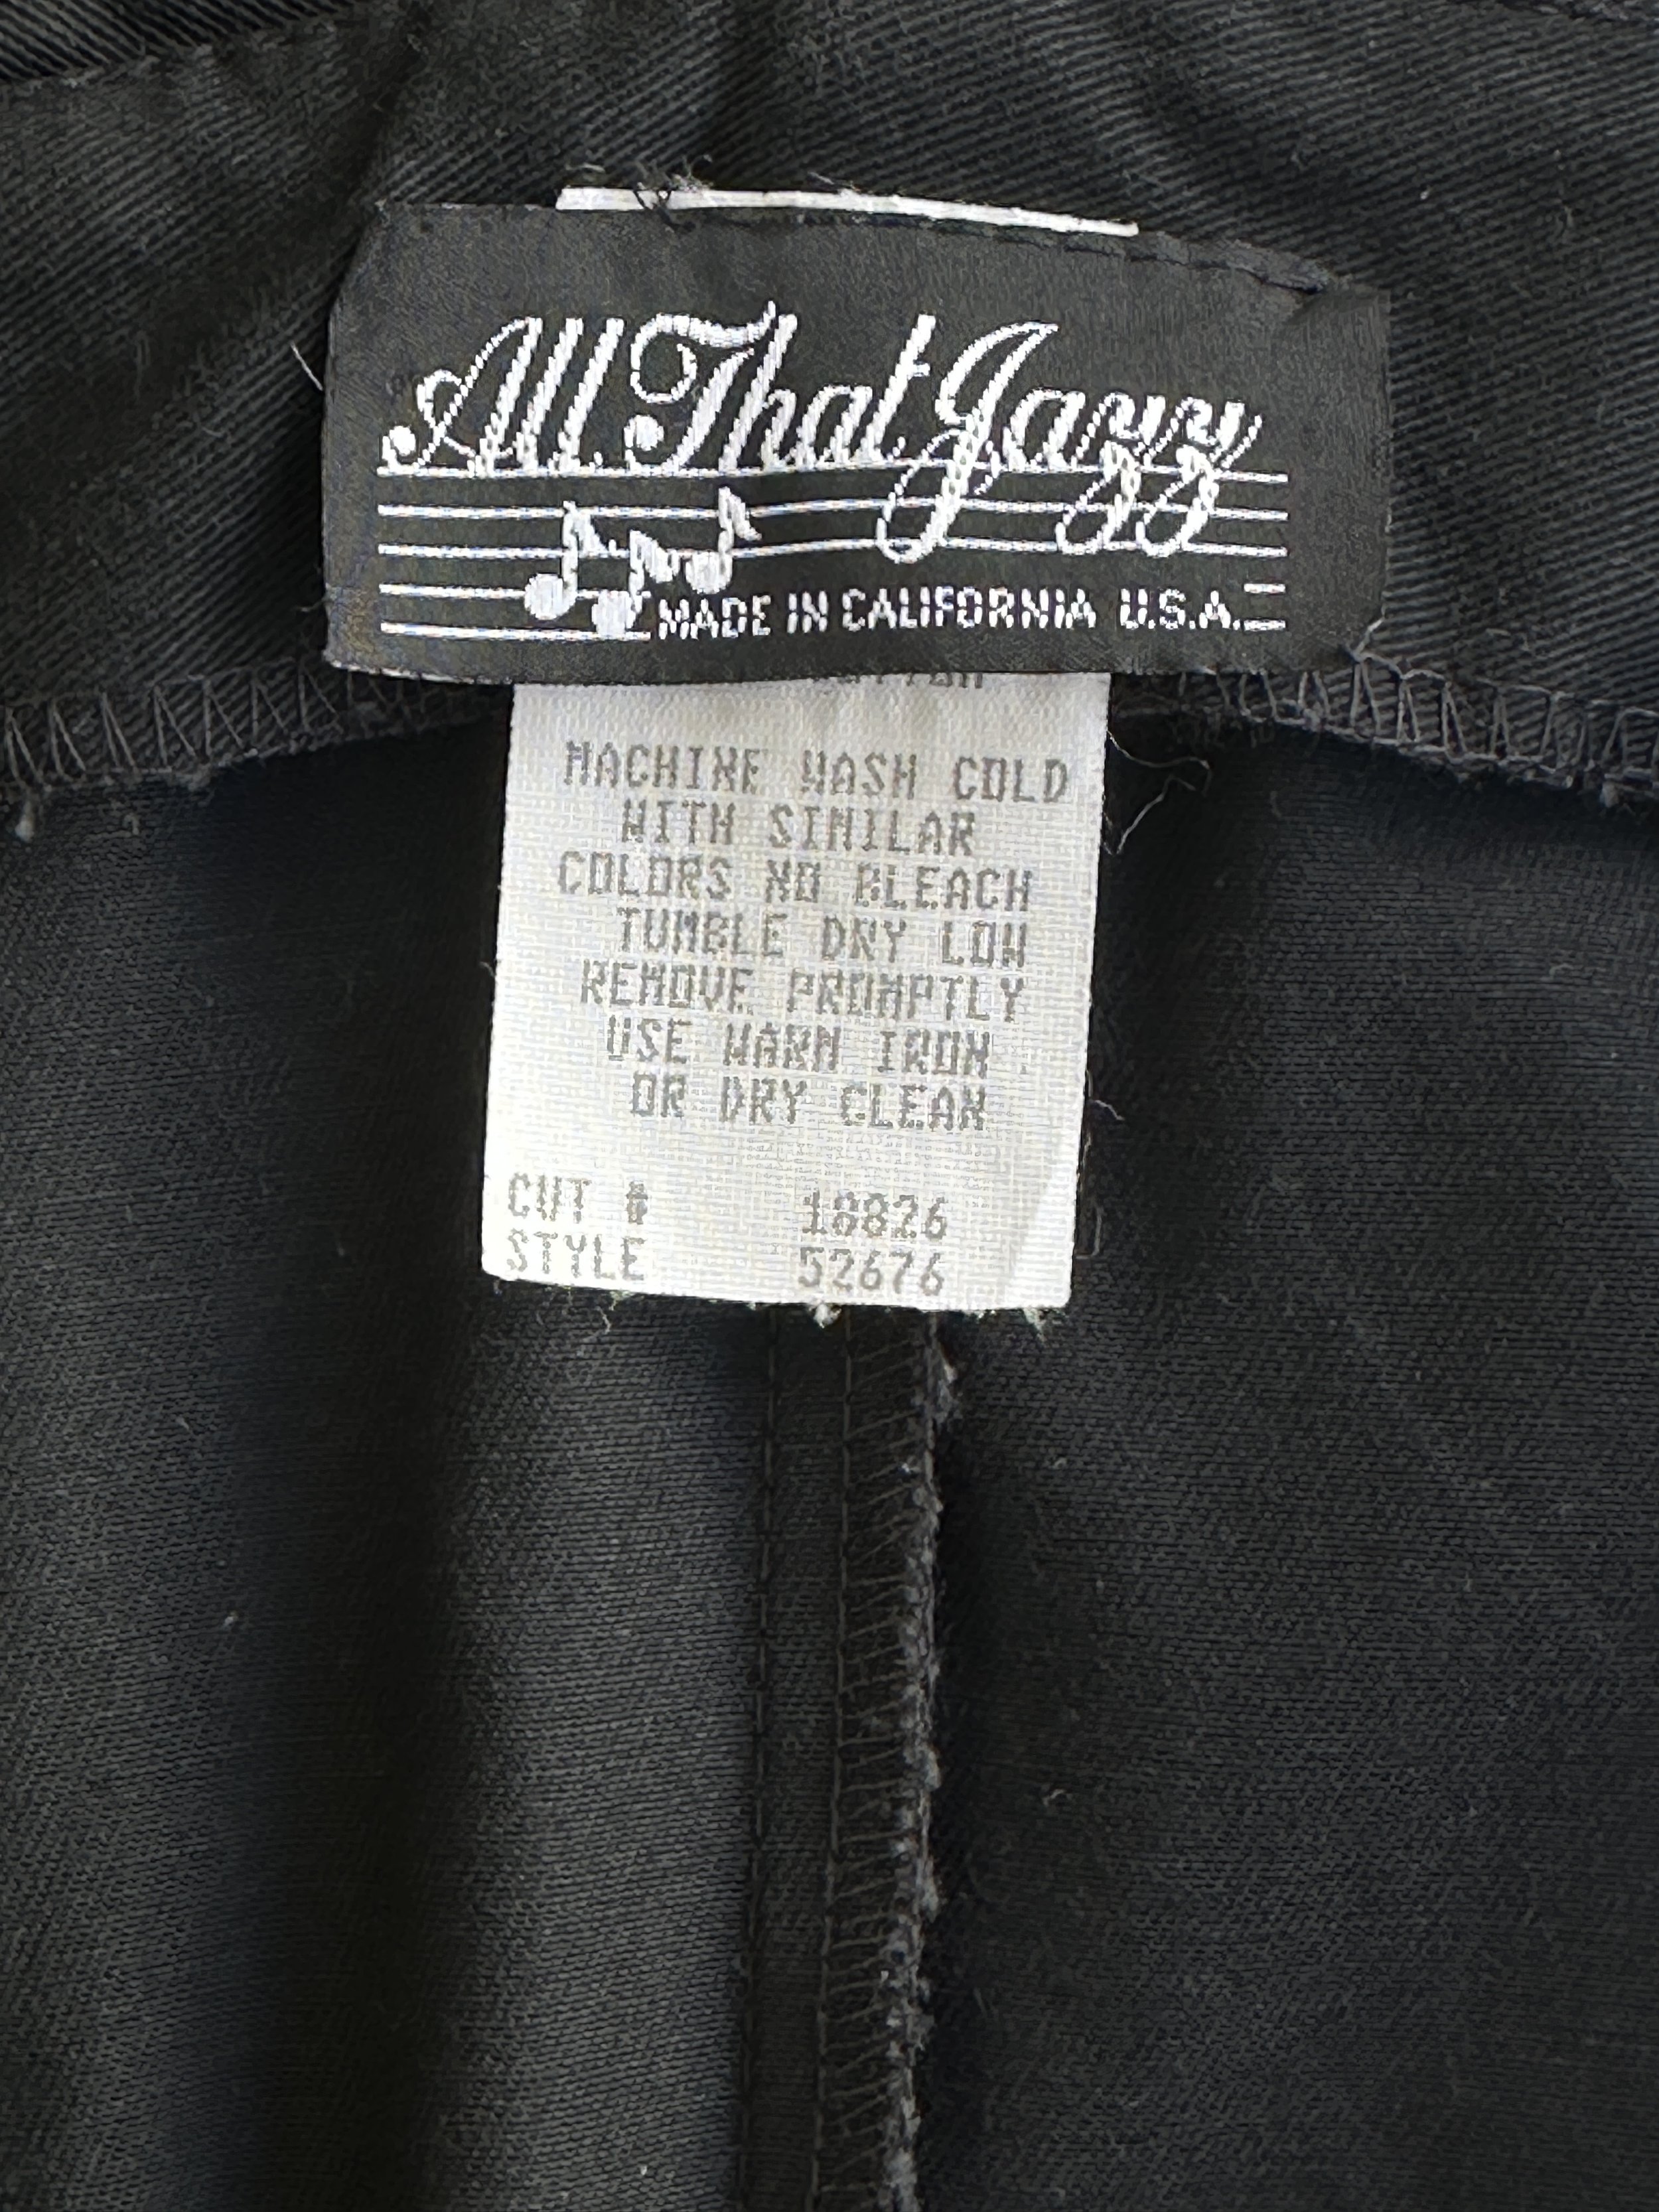 All That Jazz
MADE IN CALIFORNIA U.S.A.
MACHINE WASH COLD
WITH SIMILAR
COLORS NO BLEACH
TUMBLE DRY LOW
REMOVE PROMPTLY
USE WARM IRON
OR DRY CLEAN
CUT # 18826
STYLE 52676